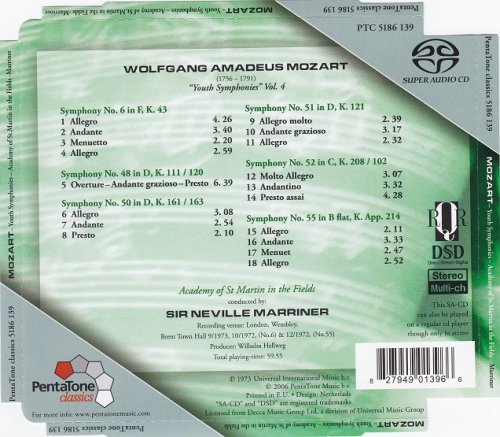 PentaTone classics 5186 139
MOZART - Youth Symphonies - Academy of St Martin in the Fields - Marriner
PTC 5186 139
SUPER AUDIO CD
WOLFGANG AMADEUS MOZART
(1756 – 1791)
"Youth Symphonies" Vol. 4
Symphony No. 6 in F, K. 43
1 Allegro 4. 26
2 Andante 4. 40
3 Menuetto 2. 20
4 Allegro 2. 59
Symphony No. 48 in D, K. 111 / 120
5 Overture – Andante grazioso – Presto 6. 39
Symphony No. 50 in D, K. 161 / 163
6 Allegro 3. 08
7 Andante 2. 54
8 Presto 2. 10
Symphony No. 51 in D, K. 121
9 Allegro molto 2. 39
10 Andante grazioso 3. 17
11 Allegro 2. 32
Symphony No. 52 in C, K. 208 / 102
12 Molto Allegro 3. 07
13 Andantino 3. 32
14 Presto assai 4. 28
Symphony No. 55 in B flat, K. App. 214
15 Allegro 2. 11
16 Andante 3. 33
17 Menuet 2. 47
18 Allegro 2. 52
Academy of St Martin in the Fields
conducted by:
SIR NEVILLE MARRINER
Recording venue: London, Wembley,
Brent Town Hall 9/1973, 10/1972, (No.6) & 12/1972, (No.55)
Producer: Wilhelm Hellweg
Total playing-time: 59.55
RQR
DSD
Direct Stream Digital
Stereo
Multi-ch
This SA-CD
can also be played
on a regular cd player
though only in stereo
℗ 1973 Universal International Music b.v.
© 2006 PentaTone Music b.v.
Printed in E.U. • Design: Netherlads
"SA-CD" and "DSD" are registered trademarks
Licensed from Decca Music Group Ltd., a division of Universal Music Group
8 27949 01396 6
PentaTone
classics
For more info: www.pentatonemusic.com
MOZART - Youth Symphonies - Academy of St Martin in the Fields - Marriner
PentaTone classics 5186 139